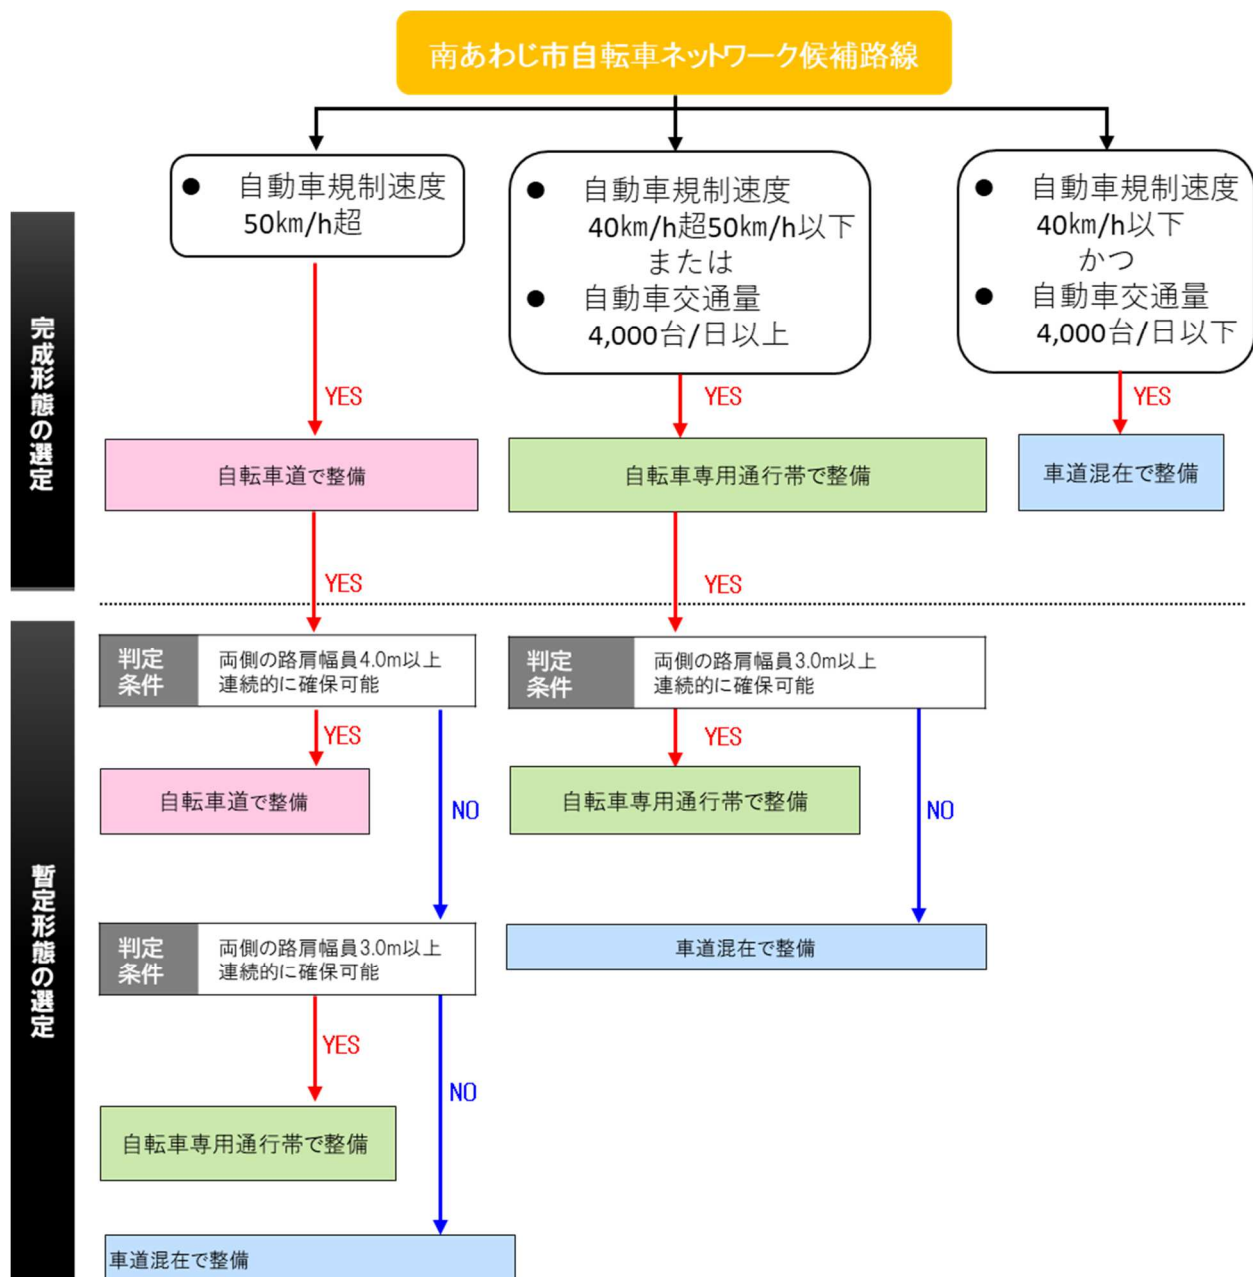 南あわじ市自転車ネットワーク候補路線
● 自動車規制速度
50㎞/h超
● 自動車規制速度
40㎞/h超50㎞/h以下
または
● 自動車交通量
4,000台/日以上
● 自動車規制速度
40㎞/h以下
かつ
● 自動車交通量
4,000台/日以下
完成形態の選定
YES
YES
YES
自転車道で整備
自転車専用通行帯で整備
車道混在で整備
YES
YES
暫定形態の選定
判定
条件
両側の路肩幅員4.0m以上
連続的に確保可能
判定
条件
両側の路肩幅員3.0m以上
連続的に確保可能
YES
NO
YES
NO
自転車道で整備
自転車専用通行帯で整備
判定
条件
両側の路肩幅員3.0m以上
連続的に確保可能
車道混在で整備
YES
NO
自転車専用通行帯で整備
車道混在で整備